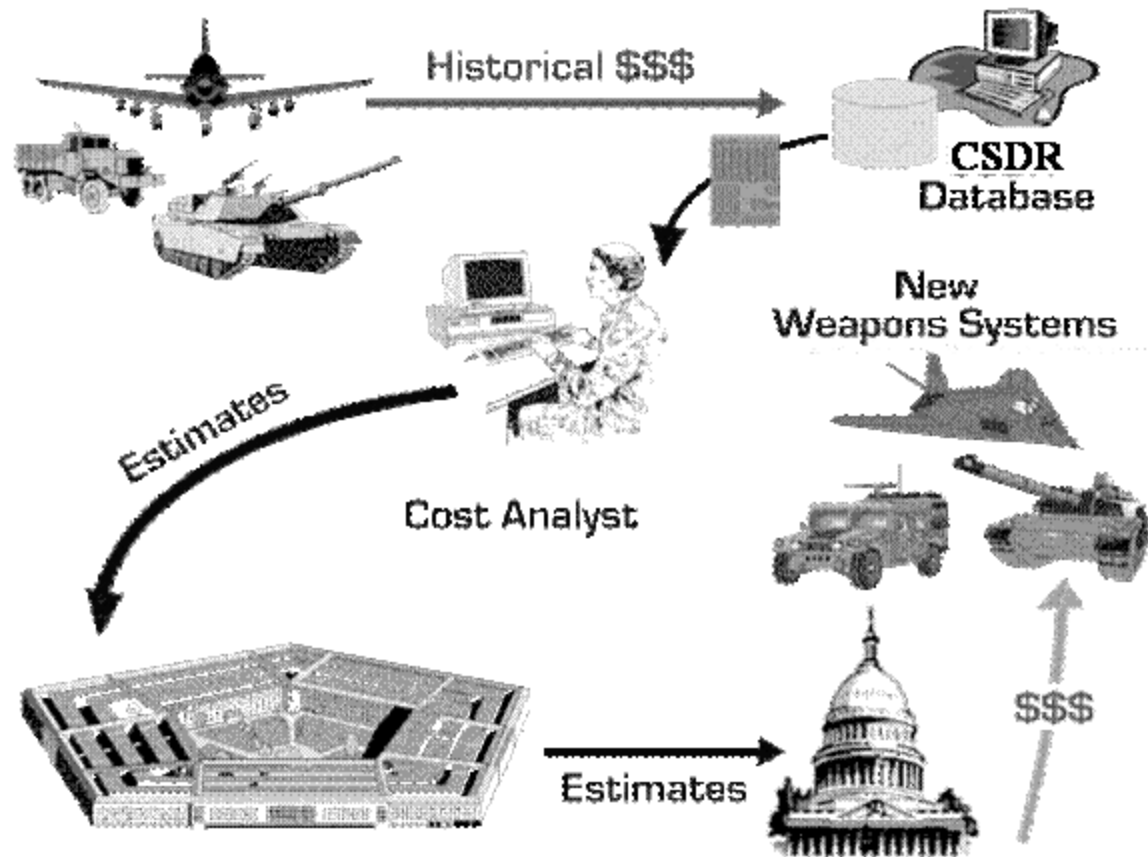 Historical $$$
CSDR
Database
New
Weapons Systems
Estimates
Cost Analyst
$$$
Estimates